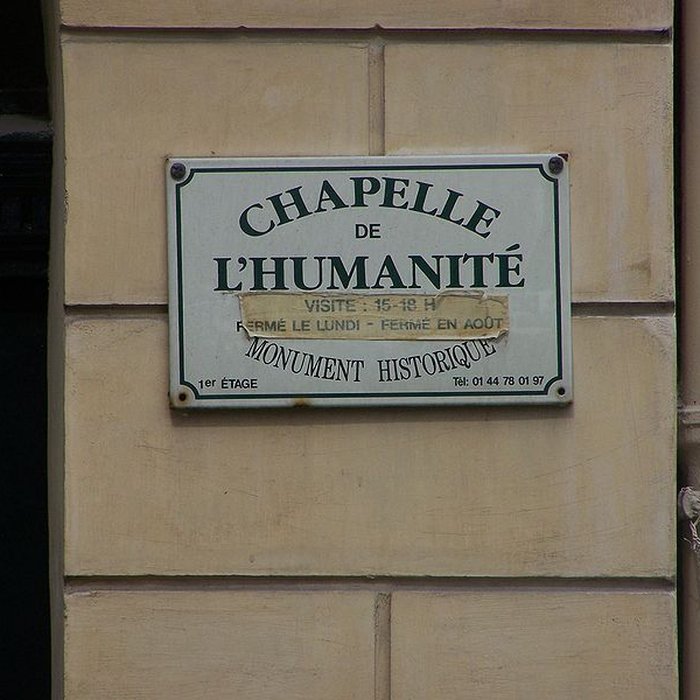 CHAPELLE
DE
L'HUMANITÉ
VISITE : 15-18 H
FERMÉ LE LUNDI - FERMÉ EN AOÛT
MONUMENT HISTORIQUE
1er ÉTAGE
Tél: 01 44 78 01 97